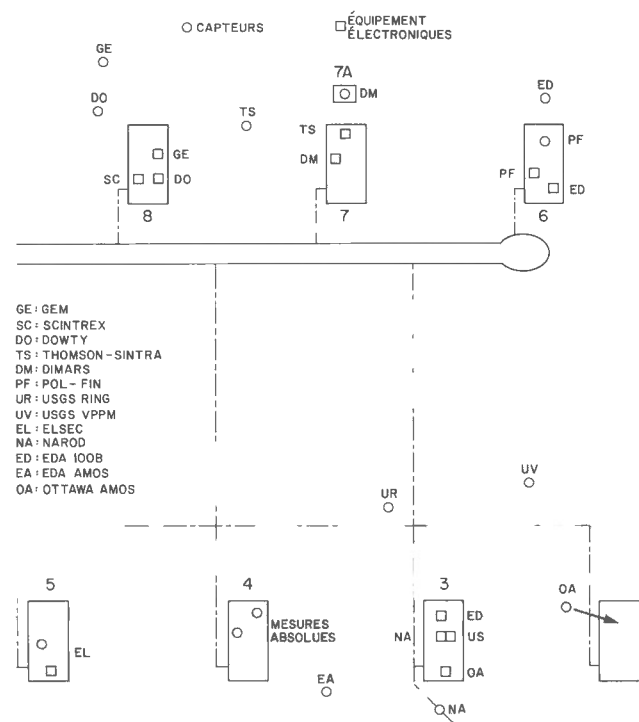 CAPTEURS
ÉQUIPEMENT
ÉLECTRONIQUES
GE
DO
TS
7A
DM
ED
GE
SC
DO
8
TS
DM
7
PF
PF
ED
6
GE: GEM
SC: SCINTREX
DO: DOWTY
TS: THOMSON-SINTRA
DM: DIMARS
PF: POL-FIN
UR: USGS RING
UV: USGS VPPM
EL: ELSEC
NA: NAROD
ED: EDA 100B
EA: EDA AMOS
OA: OTTAWA AMOS
UR
UV
5
EL
4
MESURES
ABSOLUES
EA
3
ED
NA
US
OA
NA
OA